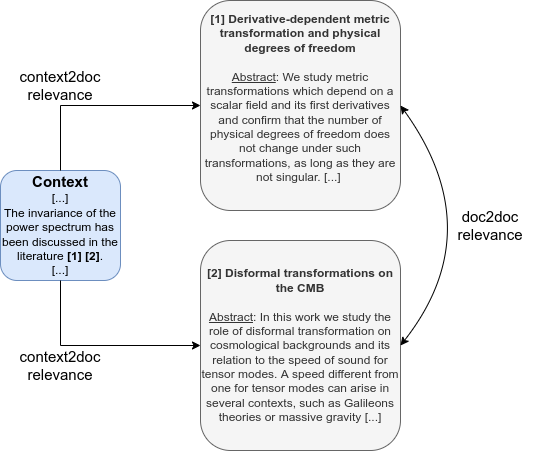 [1] Derivative-dependent metric
transformation and physical
degrees of freedom
Abstract: We study metric
transformations which depend on a
scalar field and its first derivatives
and confirm that the number of
physical degrees of freedom does
not change under such
transformations, as long as they are
not singular. [...]
context2doc
relevance
Context
[...]
The invariance of the
power spectrum has
been discussed in the
literature [1] [2].
[...]
doc2doc
relevance
[2] Disformal transformations on
the CMB
Abstract: In this work we study the
role of disformal transformation on
cosmological backgrounds and its
relation to the speed of sound for
tensor modes. A speed different from
one for tensor modes can arise in
several contexts, such as Galileons
theories or massive gravity [...]
context2doc
relevance